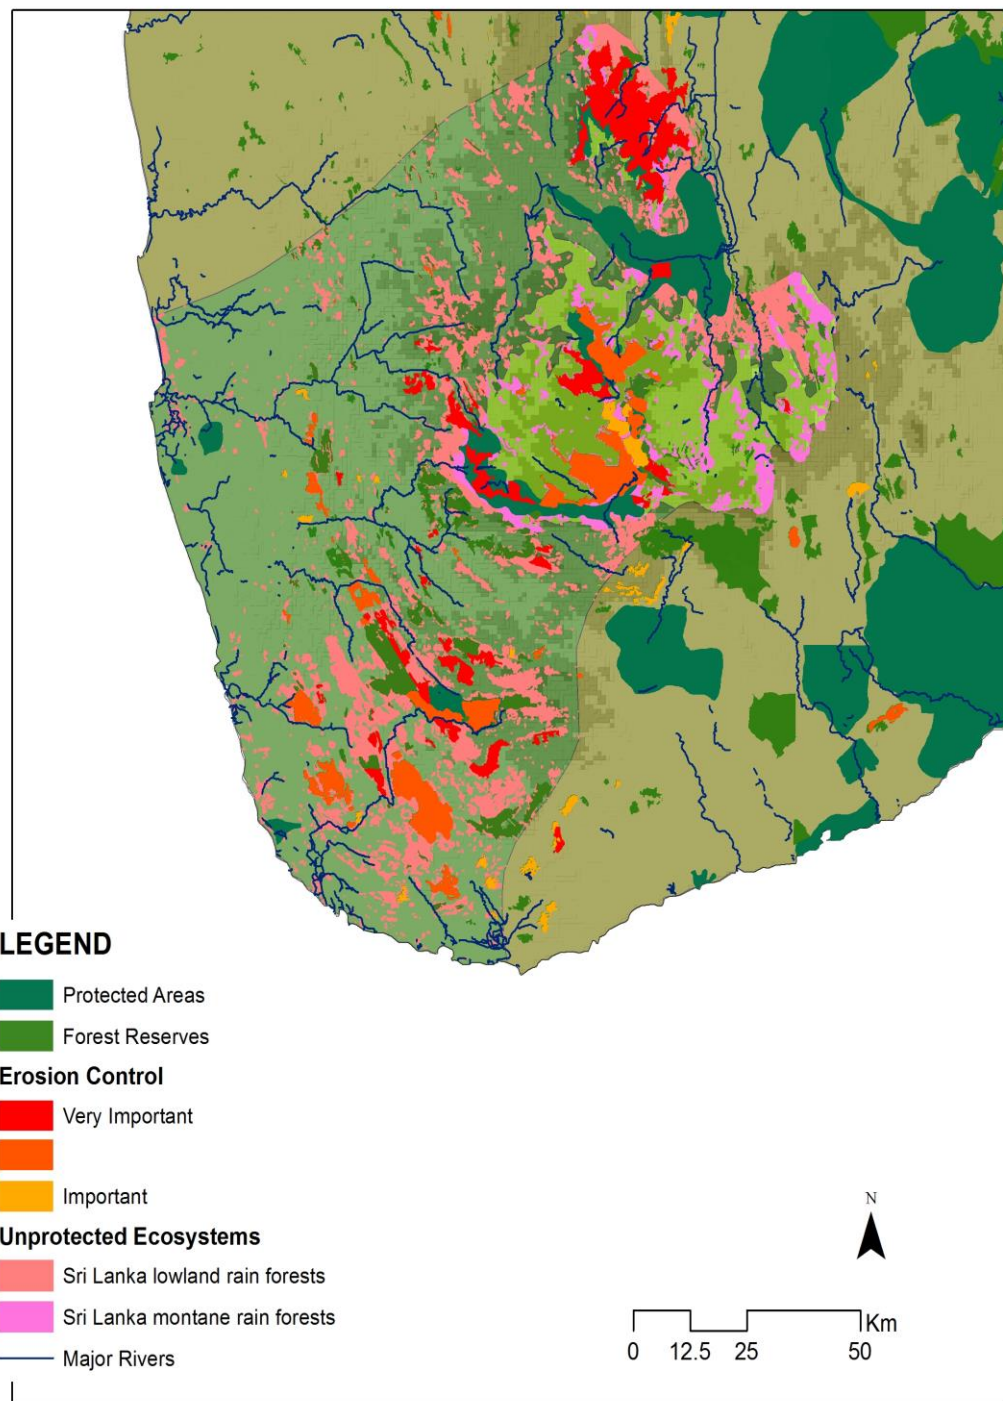 LEGEND
Protected Areas
Forest Reserves
Erosion Control
Very Important
Important
Unprotected Ecosystems
Sri Lanka lowland rain forests
Sri Lanka montane rain forests
Major Rivers
N
Km
0 12.5 25 50